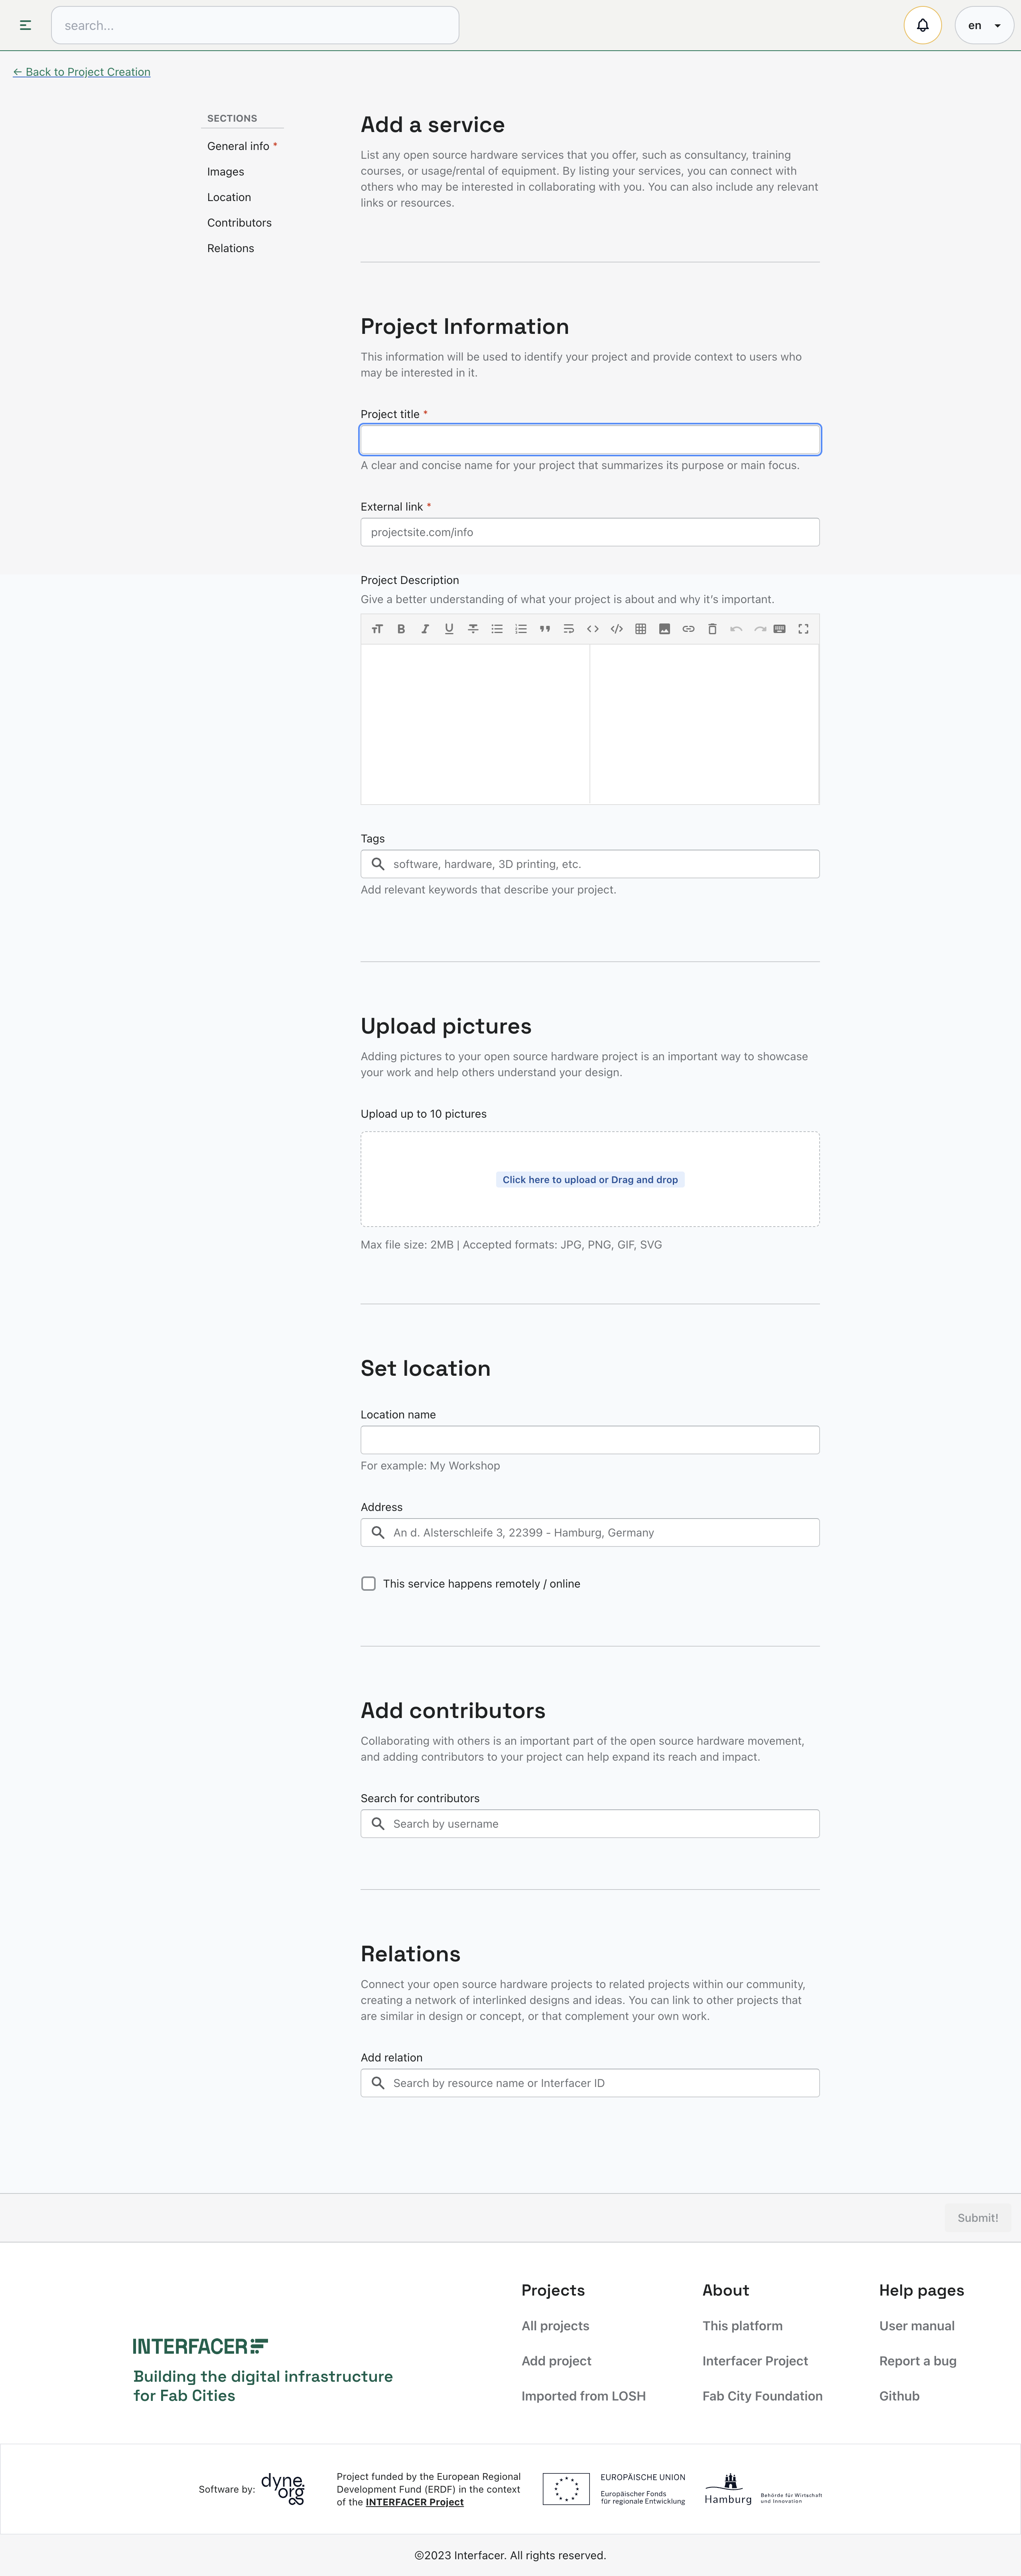 search...
en
← Back to Project Creation
SECTIONS
General info *
Images
Location
Contributors
Relations
Add a service
List any open source hardware services that you offer, such as consultancy, training
courses, or usage/rental of equipment. By listing your services, you can connect with
others who may be interested in collaborating with you. You can also include any relevant
links or resources.
Project Information
This information will be used to identify your project and provide context to users who
may be interested in it.
Project title *
A clear and concise name for your project that summarizes its purpose or main focus.
External link *
projectsite.com/info
Project Description
Give a better understanding of what your project is about and why it's important.
Tags
software, hardware, 3D printing, etc.
Add relevant keywords that describe your project.
Upload pictures
Adding pictures to your open source hardware project is an important way to showcase
your work and help others understand your design.
Upload up to 10 pictures
Click here to upload or Drag and drop
Max file size: 2MB | Accepted formats: JPG, PNG, GIF, SVG
Set location
Location name
For example: My Workshop
Address
An d. Alsterschleife 3, 22399 - Hamburg, Germany
This service happens remotely / online
Add contributors
Collaborating with others is an important part of the open source hardware movement,
and adding contributors to your project can help expand its reach and impact.
Search for contributors
Search by username
Relations
Connect your open source hardware projects to related projects within our community,
creating a network of interlinked designs and ideas. You can link to other projects that
are similar in design or concept, or that complement your own work.
Add relation
Search by resource name or Interfacer ID
Submit!
INTERFACER
Building the digital infrastructure
for Fab Cities
Projects
All projects
Add project
Imported from LOSH
About
This platform
Interfacer Project
Fab City Foundation
Help pages
User manual
Report a bug
Github
Software by:
dyne.
org
Project funded by the European Regional
Development Fund (ERDF) in the context
of the INTERFACER Project
EUROPÄISCHE UNION
Europäischer Fonds
für regionale Entwicklung
Hamburg
Behörde für Wirtschaft
und Innovation
©2023 Interfacer. All rights reserved.